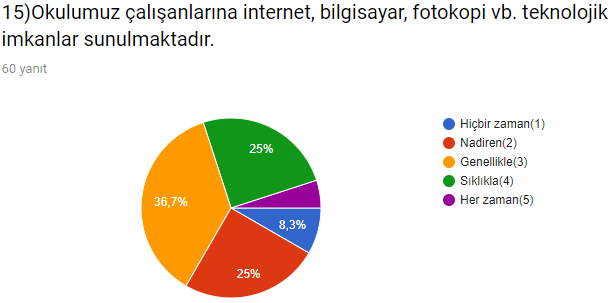 15)Okulumuz çalışanlarına internet, bilgisayar, fotokopi vb. teknolojik
imkanlar sunulmaktadır.
60 yanıt
Hiçbir zaman(1)
Nadiren(2)
Genellikle(3)
Sıklıkla(4)
Her zaman(5)
25%
36,7%
8,3%
25%